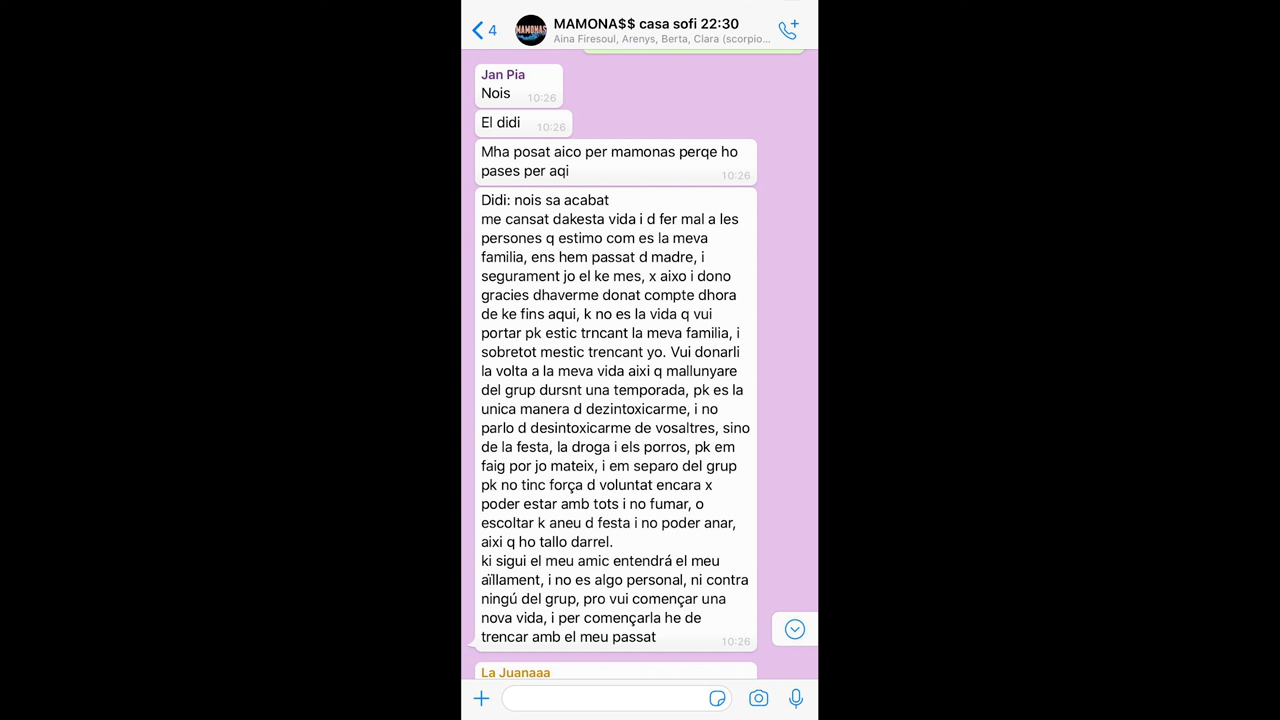 4
MAMONAS
MAMONA$$ casa sofi 22:30
Aina Firesoul, Arenys, Berta, Clara (scorpio...
Jan Pia
Nois 10:26
El didi 10:26
Mha posat aico per mamonas perqe ho
pases per aqi 10:26
Didi: nois sa acabat
me cansat dakesta vida i d fer mal a les
persones q estimo com es la meva
familia, ens hem passat d madre, i
segurament jo el ke mes, x aixo i dono
gracies dhaverme donat compte dhora
de ke fins aqui, k no es la vida q vui
portar pk estic trncant la meva familia, i
sobretot mestic trencant yo. Vui donarli
la volta a la meva vida aixi q mallunyare
del grup dursnt una temporada, pk es la
unica manera d dezintoxicarme, i no
parlo d desintoxicarme de vosaltres, sino
de la festa, la droga i els porros, pk em
faig por jo mateix, i em separo del grup
pk no tinc força d voluntat encara x
poder estar amb tots i no fumar, o
escoltar k aneu d festa i no poder anar,
aixi q ho tallo darrel.
ki sigui el meu amic entendrá el meu
aïllament, i no es algo personal, ni contra
ningú del grup, pro vui començar una
nova vida, i per començarla he de
trencar amb el meu passat 10:26
La Juanaaa